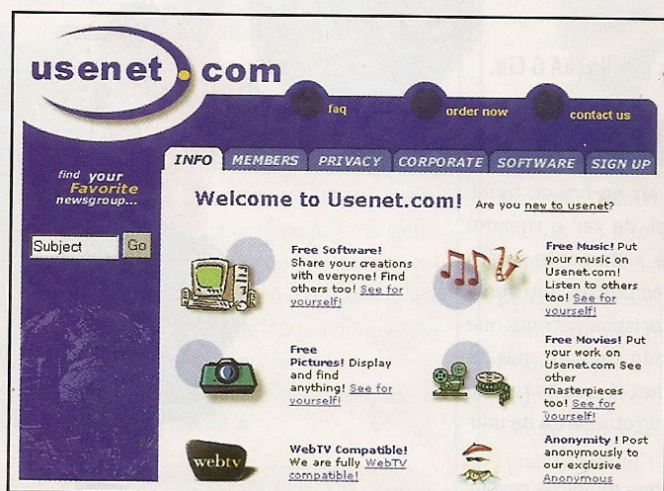 usenet.com
faq
order now
contact us
INFO MEMBERS PRIVACY CORPORATE SOFTWARE SIGN UP
find your
Favorite
newsgroup...
Subject Go
Welcome to Usenet.com! Are you new to usenet?
Free Software!
Share your creations
with everyone! Find
others too! See for
yourself!
Free Music! Put
your music on
Usenet.com!
Listen to others
too! See for
yourself!
Free
Pictures! Display
and find
anything! See for
yourself!
Free Movies! Put
your work on
Usenet.com See
other
masterpieces
too! See for
yourself!
webtv
WebTV Compatible!
We are fully WebTV
compatible!
Anonymity! Post
anonymously to
our exclusive
Anonymous